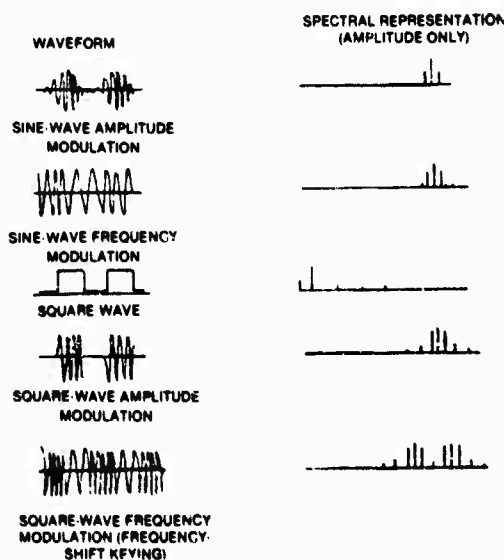 WAVEFORM
SPECTRAL REPRESENTATION
(AMPLITUDE ONLY)
SINE-WAVE AMPLITUDE
MODULATION
SINE-WAVE FREQUENCY
MODULATION
SQUARE WAVE
SQUARE-WAVE AMPLITUDE
MODULATION
SQUARE-WAVE FREQUENCY
MODULATION (FREQUENCY-
SHIFT KEYING)